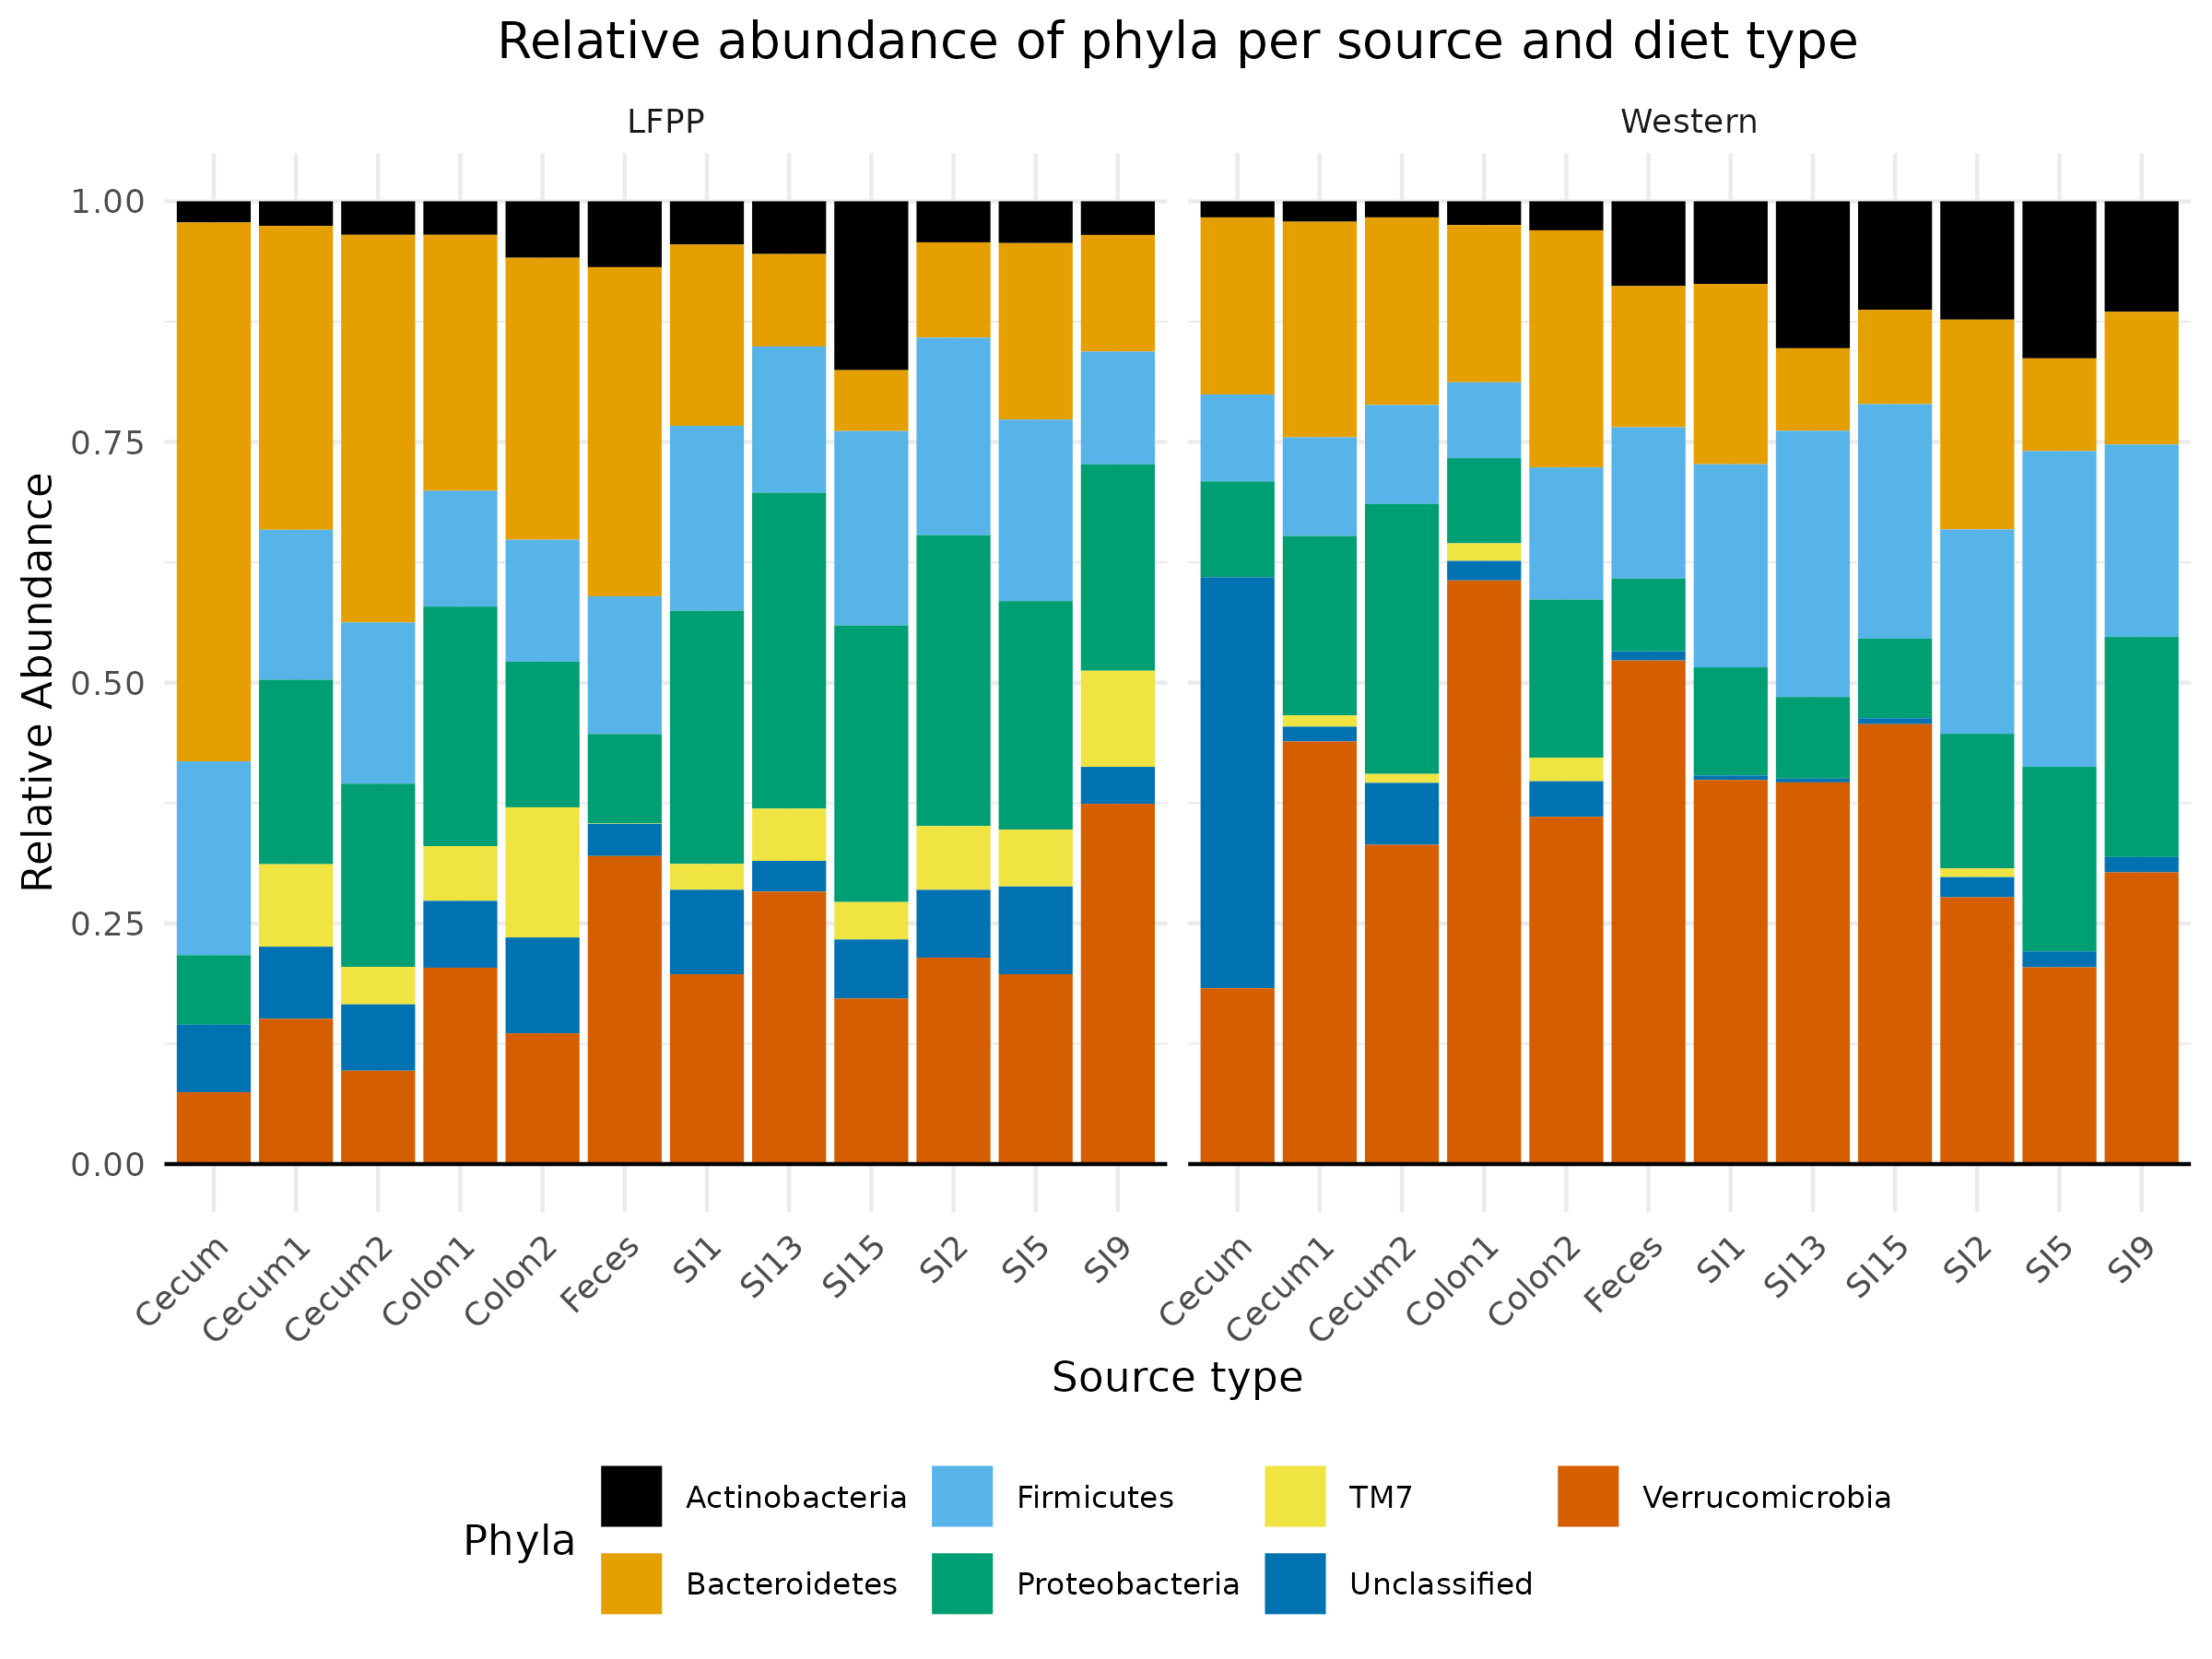 Relative abundance of phyla per source and diet type
LFPP
Western
Relative Abundance
1.00
0.75
0.50
0.25
0.00
Cecum
Cecum1
Cecum2
Colon1
Colon2
Feces
SI1
SI13
SI15
SI2
SI5
SI9
Cecum
Cecum1
Cecum2
Colon1
Colon2
Feces
SI1
SI13
SI15
SI2
SI5
SI9
Source type
Phyla
Actinobacteria
Bacteroidetes
Firmicutes
Proteobacteria
TM7
Unclassified
Verrucomicrobia